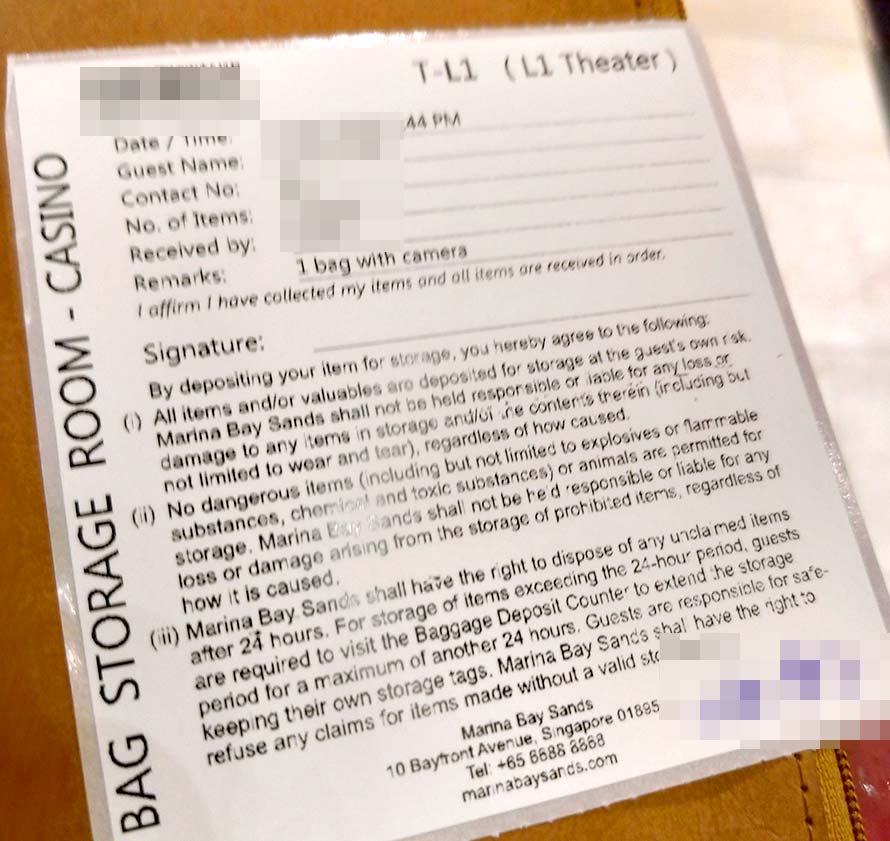 T-L1 (L1 Theater)
Date / Time:
44 PM
Guest Name:
Contact No:
No. of Items:
Received by:
Remarks: 1 bag with camera
I affirm I have collected my items and all items are received in order.
Signature:
By depositing your item for storage, you hereby agree to the following:
(i) All items and/or valuables are deposited for storage at the guest's own risk.
Marina Bay Sands shall not be held responsible or liable for any loss or
damage to any items in storage and/or the contents therein (including but
not limited to wear and tear), regardless of how caused.
(ii) No dangerous items (including but not limited to explosives or flammable
substances, chemical and toxic substances) or animals are permitted for
storage. Marina Bay Sands shall not be held responsible or liable for any
loss or damage arising from the storage of prohibited items, regardless of
how it is caused.
(iii) Marina Bay Sands shall have the right to dispose of any unclaimed items
after 24 hours. For storage of items exceeding the 24-hour period, guests
are required to visit the Baggage Deposit Counter to extend the storage
period for a maximum of another 24 hours. Guests are responsible for safe-
keeping their own storage tags. Marina Bay Sands shall have the right to
refuse any claims for items made without a valid
Marina Bay Sands
10 Bayfront Avenue, Singapore 01895
Tel: +65 6688 8868
marinabaysands.com
BAG STORAGE ROOM - CASINO